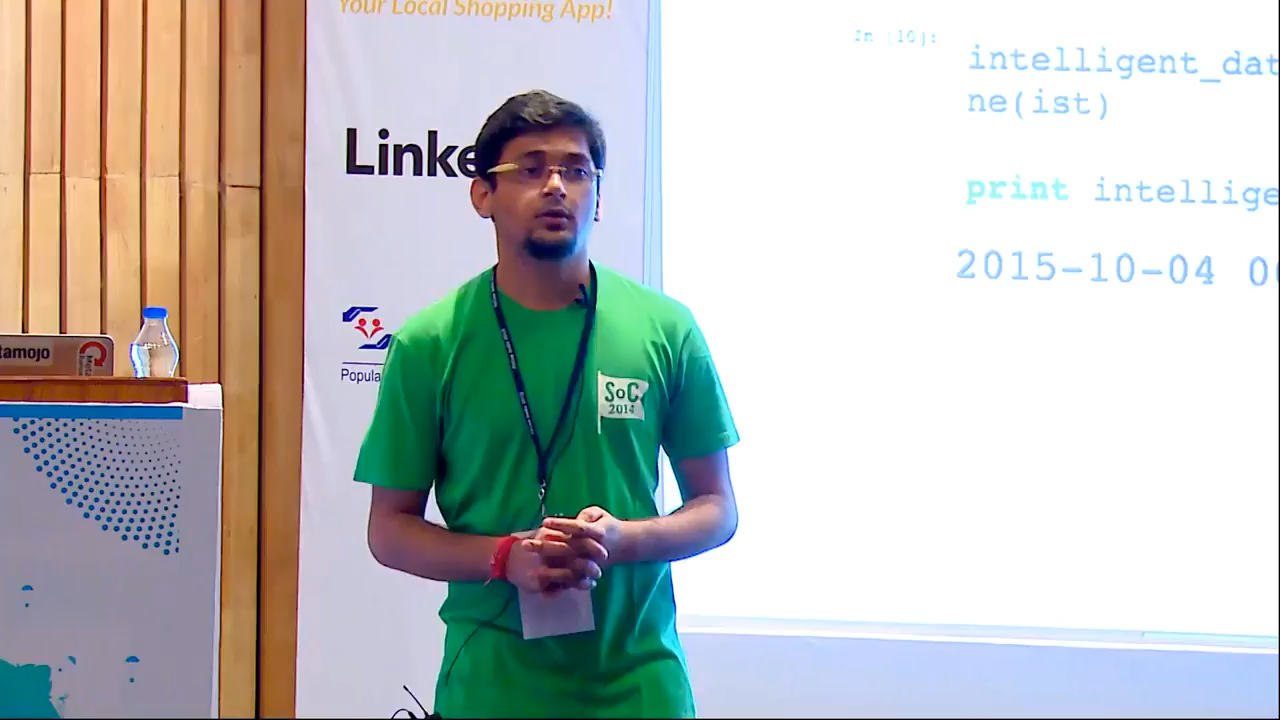 Your Local Shopping App!
Linke
Popula
tamojo
SoC
2014
In [10]:
intelligent_dat
ne(ist)
print intellige
2015-10-04 0